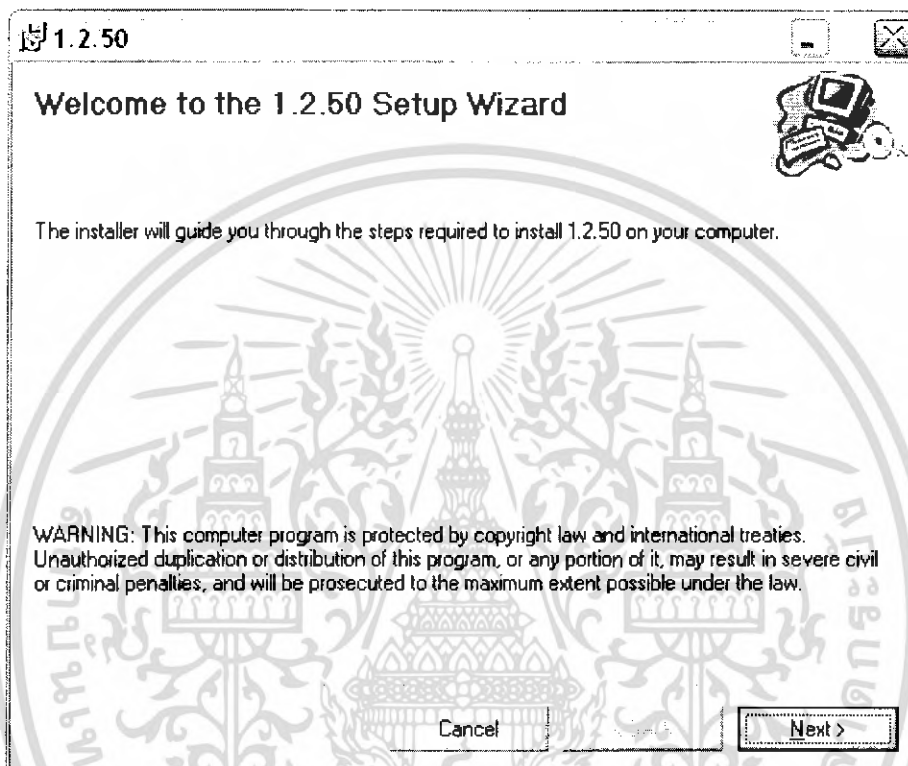 1.2.50
Welcome to the 1.2.50 Setup Wizard
The installer will guide you through the steps required to install 1.2.50 on your computer.
WARNING: This computer program is protected by copyright law and international treaties.
Unauthorized duplication or distribution of this program, or any portion of it, may result in severe civil
or criminal penalties, and will be prosecuted to the maximum extent possible under the law.
Cancel
Next >